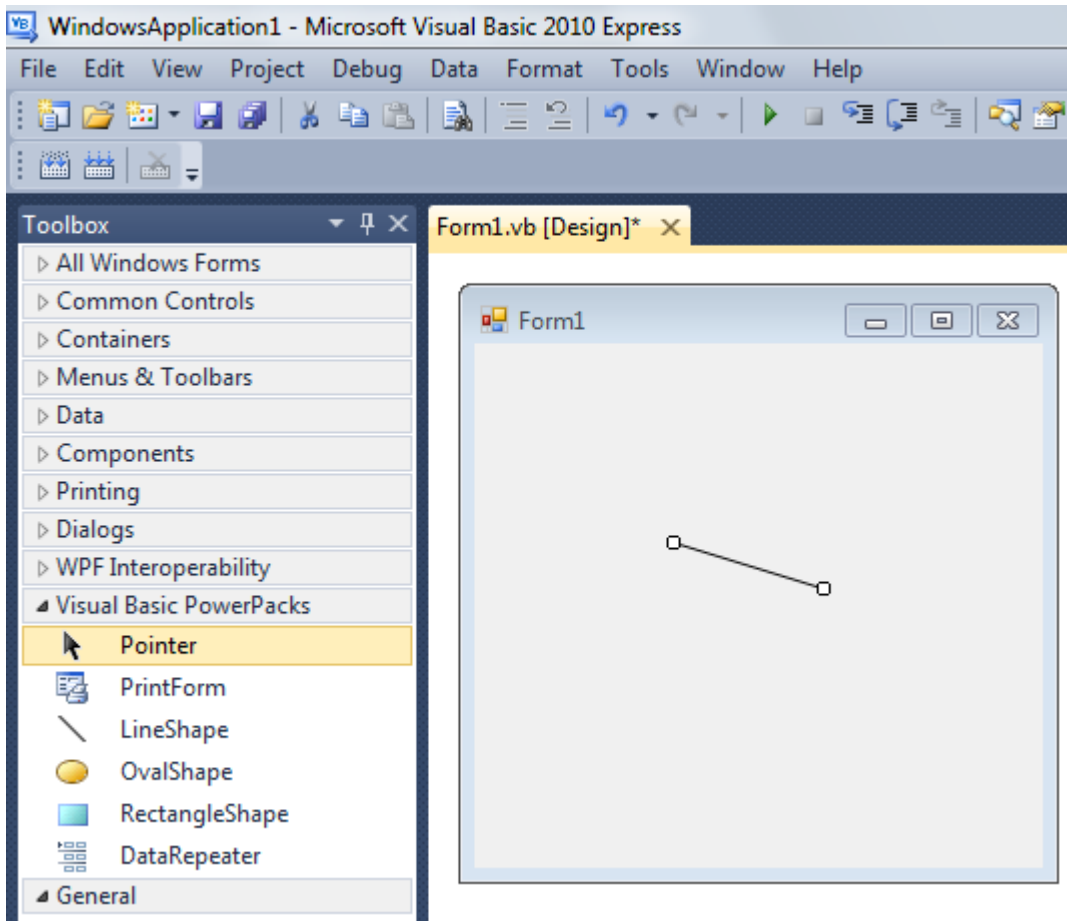 WindowsApplication1 - Microsoft Visual Basic 2010 Express
File Edit View Project Debug Data Format Tools Window Help
Toolbox
Form1.vb [Design]*
All Windows Forms
Common Controls
Containers
Menus & Toolbars
Data
Components
Printing
Dialogs
WPF Interoperability
Visual Basic PowerPacks
Pointer
PrintForm
LineShape
OvalShape
RectangleShape
DataRepeater
General
Form1